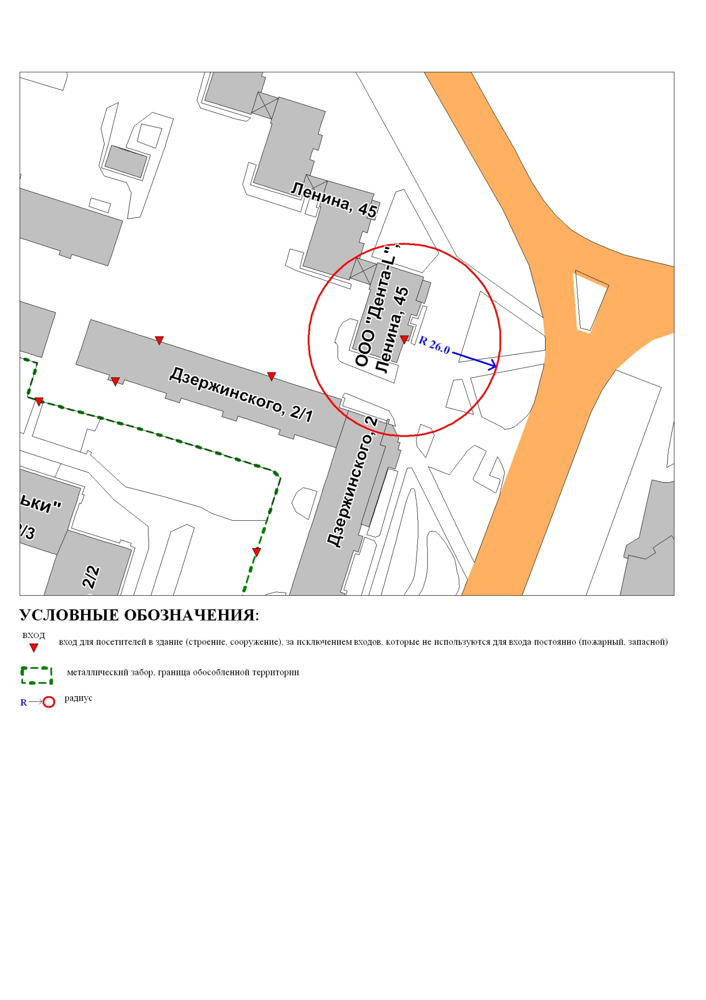 Ленина, 45
ООО "Дента-L",
Ленина, 45
R 26.0
Дзержинского, 2/1
Дзержинского, 2
ьки"
2/3
2/2
УСЛОВНЫЕ ОБОЗНАЧЕНИЯ:
вход
вход для посетителей в здание (строение, сооружение), за исключением входов, которые не используются для входа постоянно (пожарный, запасной)
металлический забор, граница обособленной территории
R
радиус